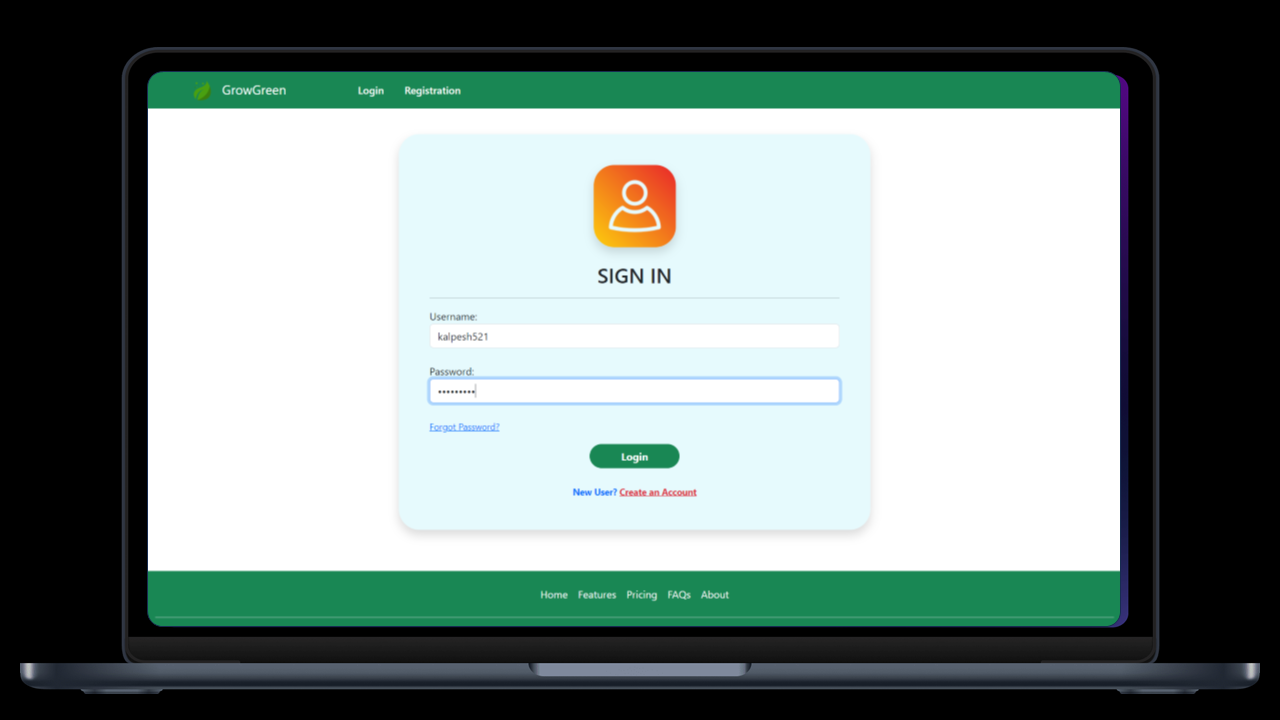 GrowGreen Login Registration
SIGN IN
Username:
kalpesh521
Password:
•••••••••
Forgot Password?
Login
New User? Create an Account
Home Features Pricing FAQs About